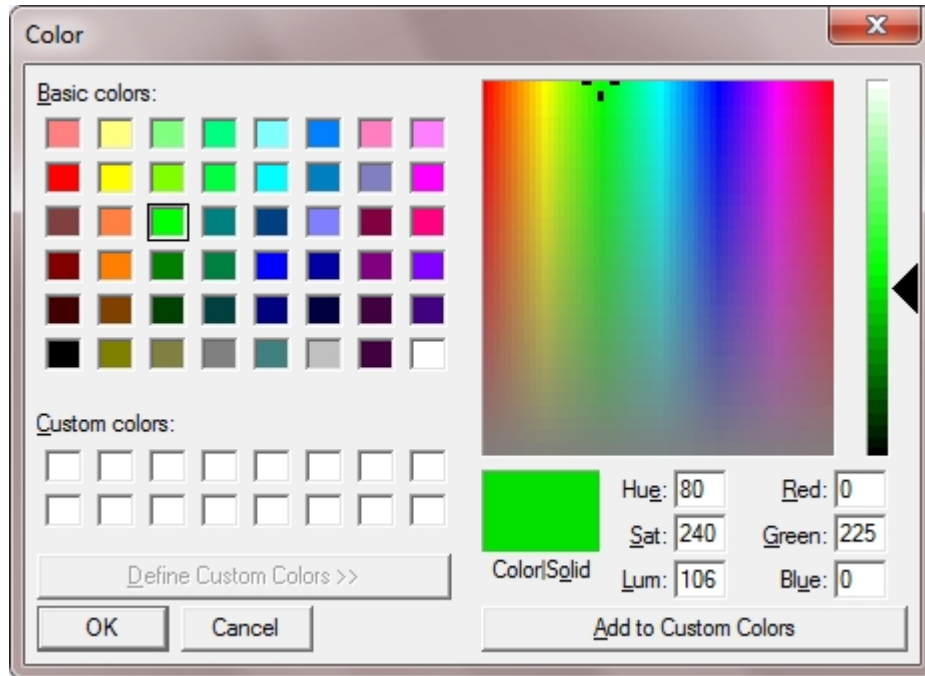 Color
Basic colors:
Custom colors:
Define Custom Colors >>
OK
Cancel
Color|Solid
Hue: 80
Red: 0
Sat: 240
Green: 225
Lum: 106
Blue: 0
Add to Custom Colors